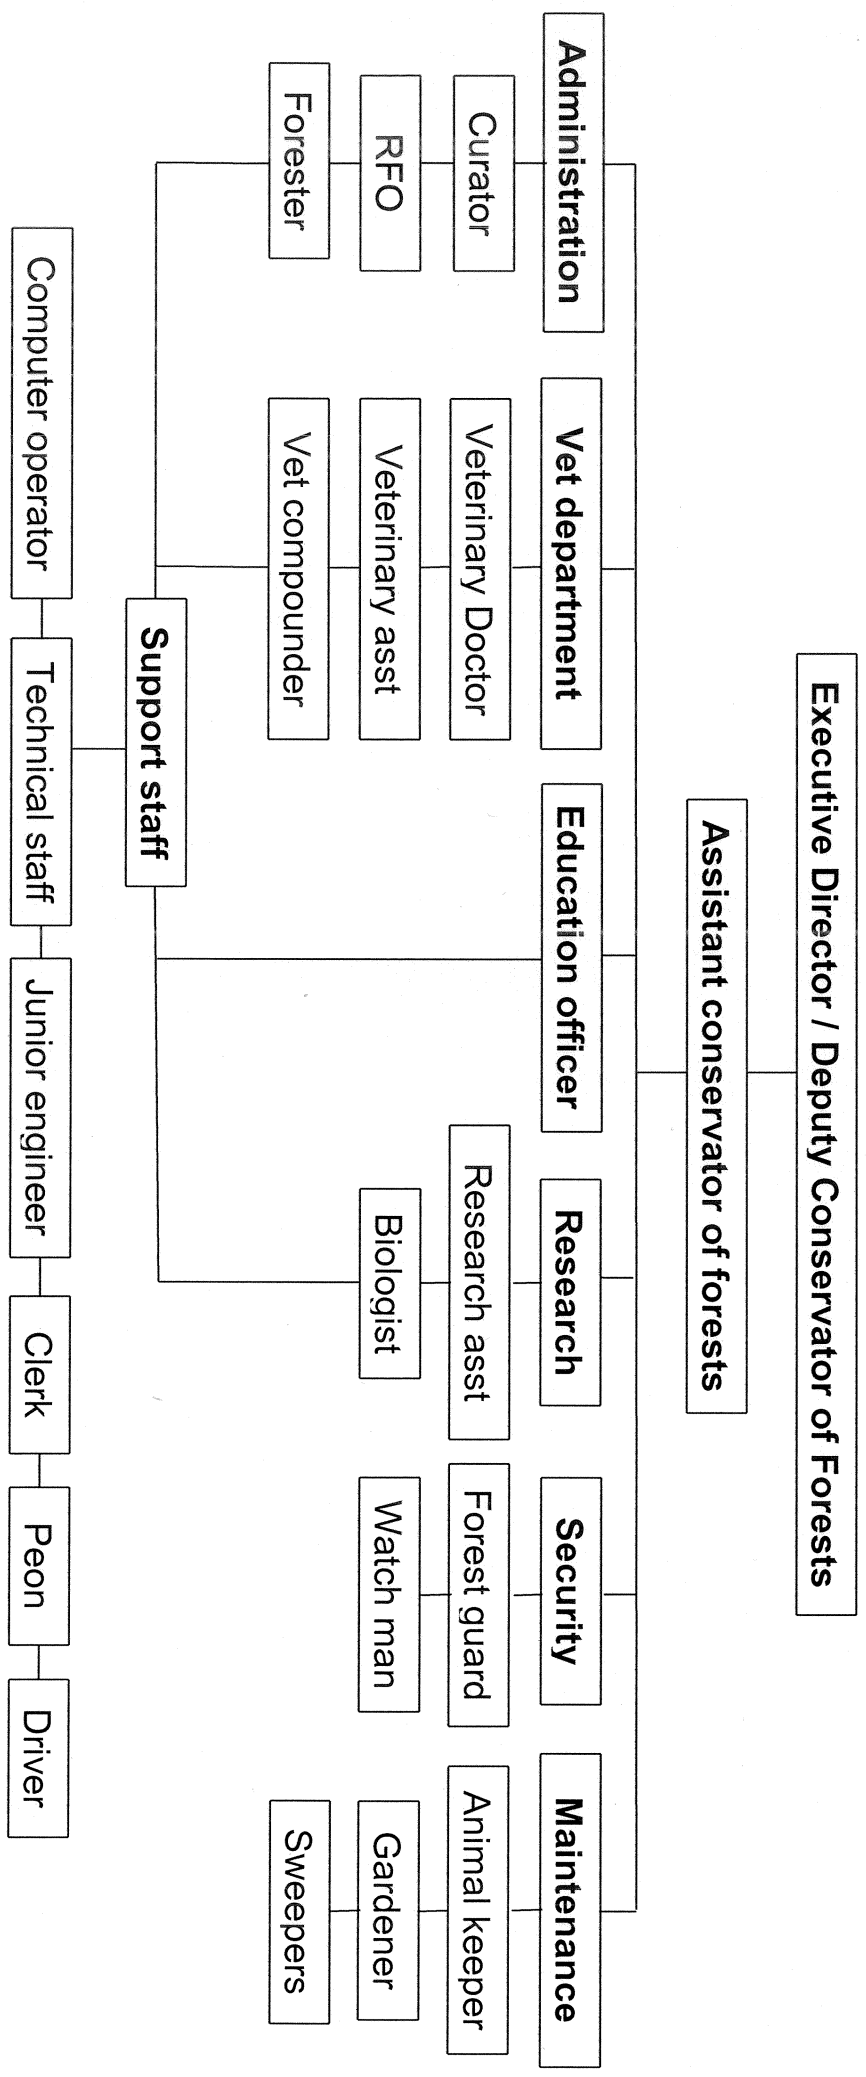 Executive Director / Deputy Conservator of Forests
Assistant conservator of forests
Administration
Vet department
Education officer
Research
Security
Maintenance
Curator
Veterinary Doctor
Research asst
Forest guard
Animal keeper
RFO
Veterinary asst
Biologist
Watch man
Gardener
Forester
Vet compounder
Sweepers
Support staff
Computer operator
Technical staff
Junior engineer
Clerk
Peon
Driver